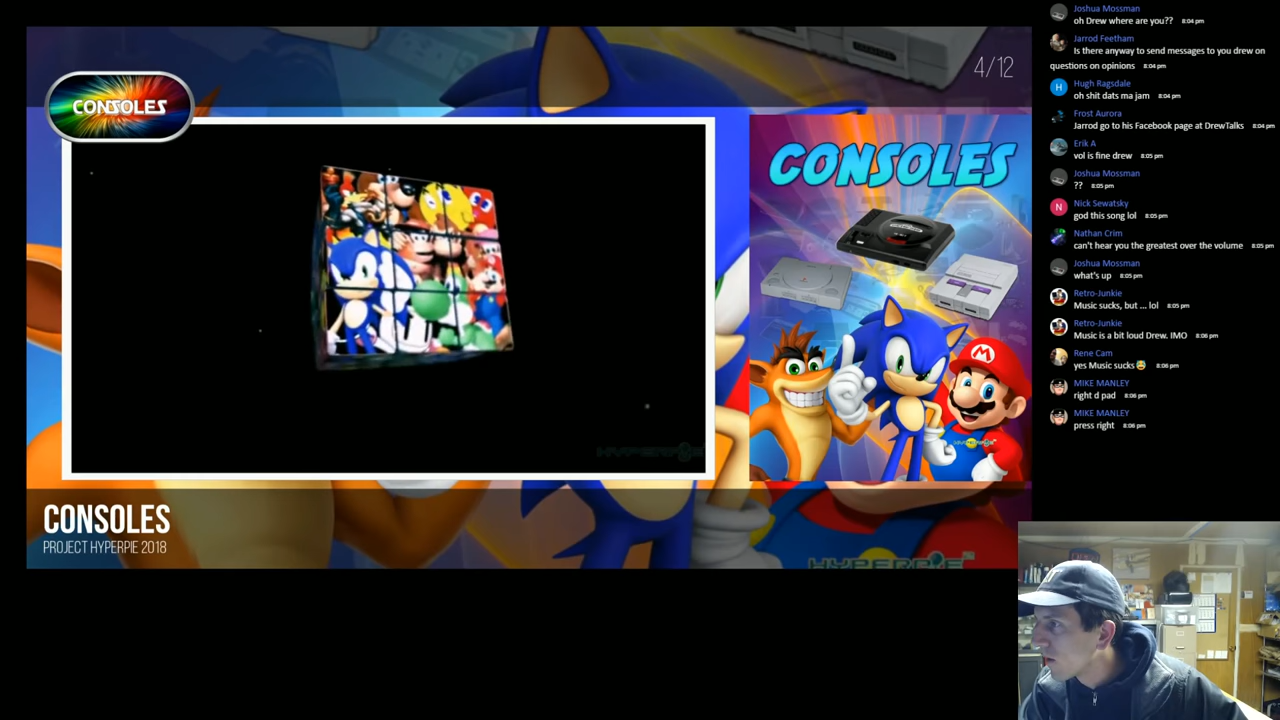 CONSOLES
4/12
CONSOLES
HYPERPIE
CONSOLES
PROJECT HYPERPIE 2018
HYPERPIE
Joshua Mossman
oh Drew where are you?? 8:04 pm
Jarrod Feetham
Is there anyway to send messages to you drew on
questions on opinions 8:04 pm
H Hugh Ragsdale
oh shit dats ma jam 8:04 pm
Frost Aurora
Jarrod go to his Facebook page at DrewTalks 8:04 pm
Erik A
vol is fine drew 8:05 pm
Joshua Mossman
?? 8:05 pm
N Nick Sewatsky
god this song lol 8:05 pm
Nathan Crim
can't hear you the greatest over the volume 8:05 pm
Joshua Mossman
what's up 8:05 pm
Retro-Junkie
Music sucks, but ... lol 8:05 pm
Retro-Junkie
Music is a bit loud Drew. IMO 8:06 pm
Rene Cam
yes Music sucks😅 8:06 pm
MIKE MANLEY
right d pad 8:06 pm
MIKE MANLEY
press right 8:06 pm